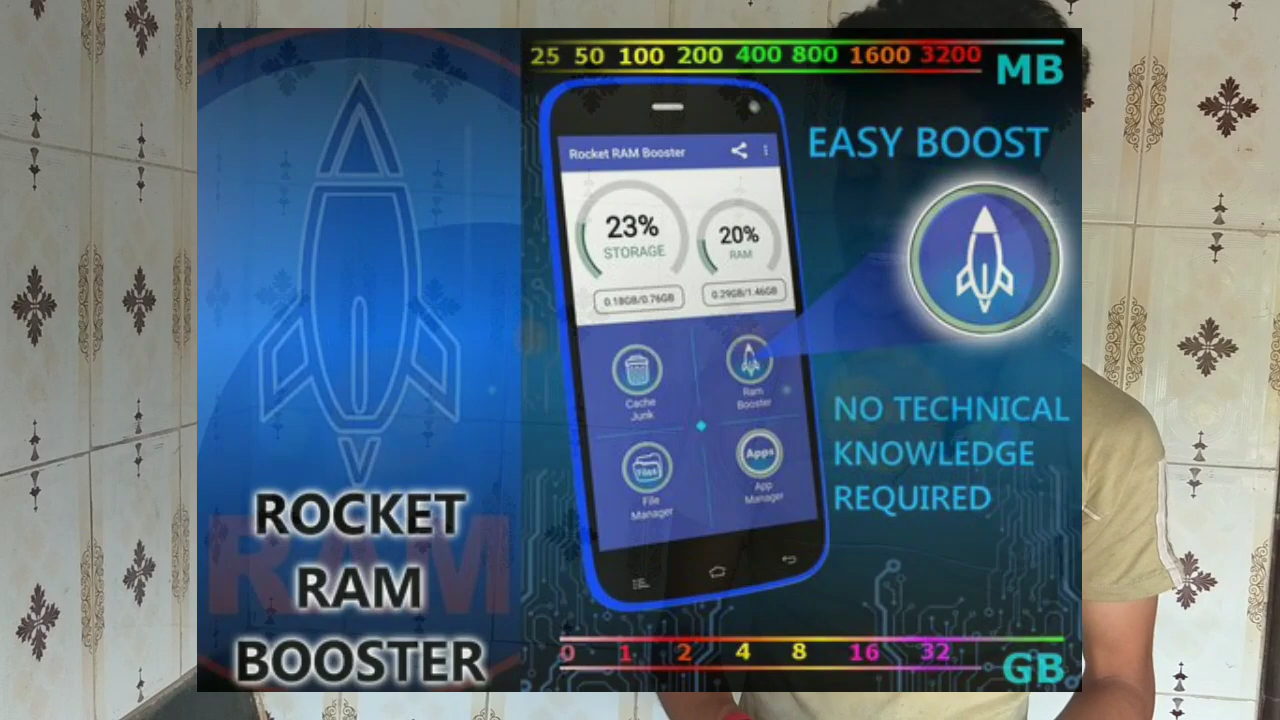 25 50 100 200 400 800 1600 3200
MB
EASY BOOST
Rocket RAM Booster
23%
STORAGE
20%
RAM
0.18GB/0.76GB
0.29GB/1.46GB
Cache
Junk
Ram
Booster
Files
File
Manager
Apps
App
Manager
NO TECHNICAL
KNOWLEDGE
REQUIRED
RAM
ROCKET
RAM
BOOSTER
0 1 2 4 8 16 32
GB